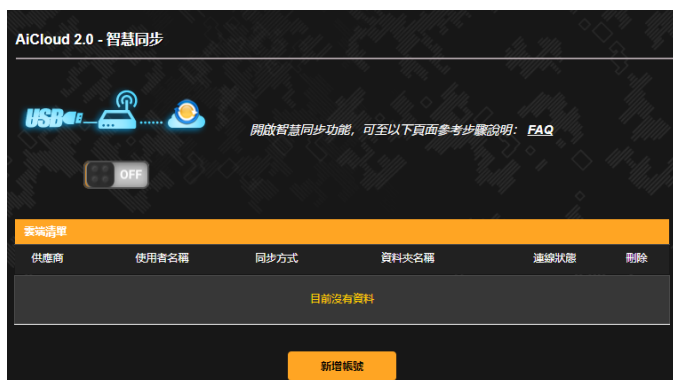 AiCloud 2.0 - 智慧同步
USB
開啟智慧同步功能，可至以下頁面參考步驟說明： FAQ
OFF
雲端清單
供應商 使用者名稱 同步方式 資料夾名稱 連線狀態 刪除
目前沒有資料
新增帳號